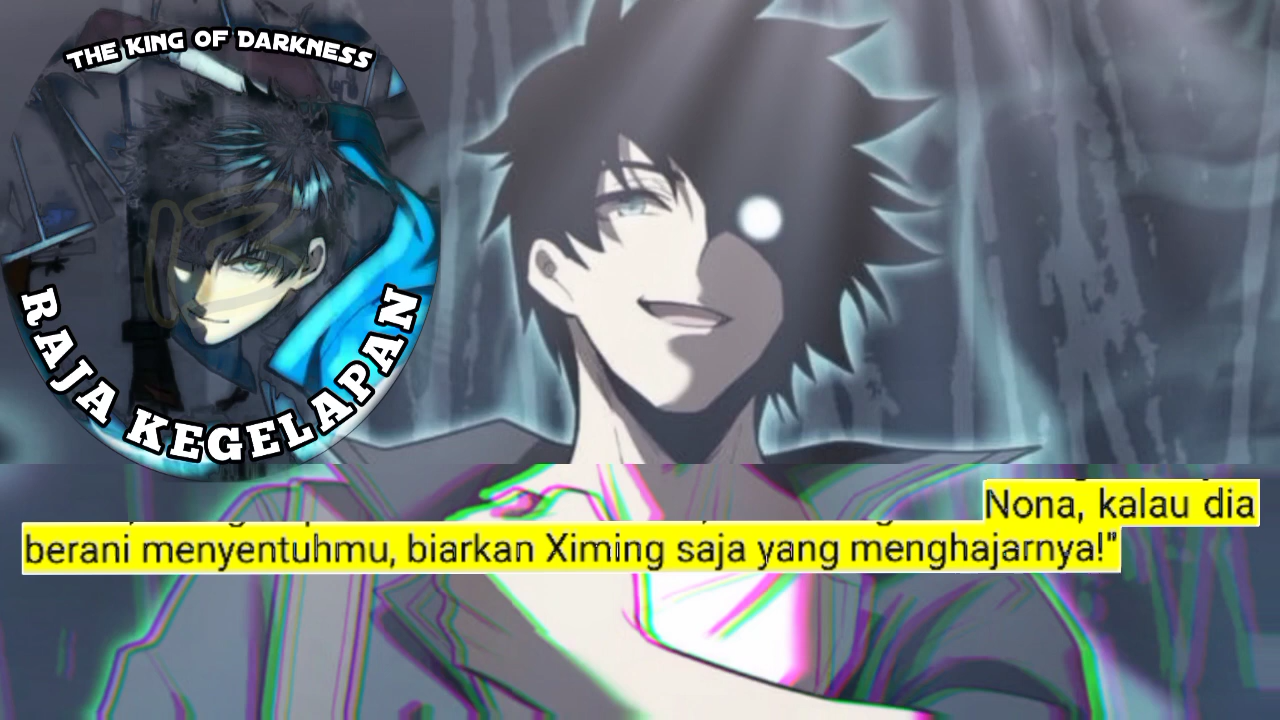 THE KING OF DARKNESS
RAJA KEGELAPAN
Nona, kalau dia
berani menyentuhmu, biarkan Ximing saja yang menghajarnya!"